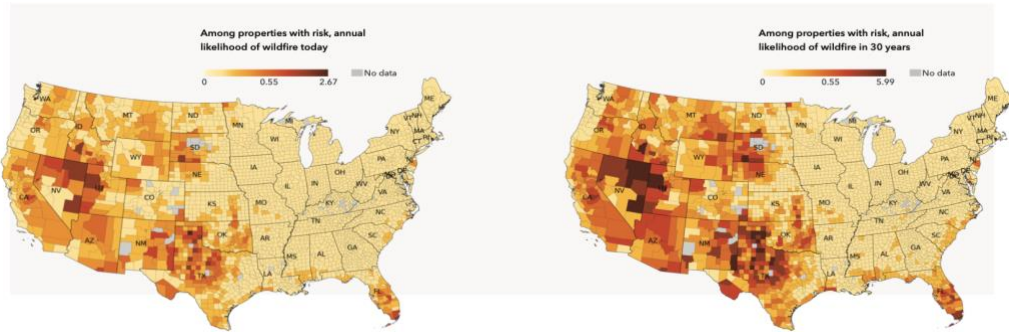 Among properties with risk, annual
likelihood of wildfire today
0 0.55 2.67 No data
WA
OR
ID
MT
ND
MN
WI
MI
ME
NY
SD
WY
NE
IA
PA
NV
CO
IL
IN
OH
WV
VA
CA
KS
MO
KY
NC
TN
AZ
NM
OK
AR
SC
MS
AL
GA
TX
LA
Among properties with risk, annual
likelihood of wildfire in 30 years
0 0.55 5.99 No data
WA
OR
ID
MT
ND
MN
WI
MI
ME
NY
MA
CT
SD
WY
NE
IA
PA
NV
CO
IL
IN
OH
WV
VA
CA
KS
MO
KY
NC
TN
AZ
NM
OK
AR
SC
MS
AL
GA
LA